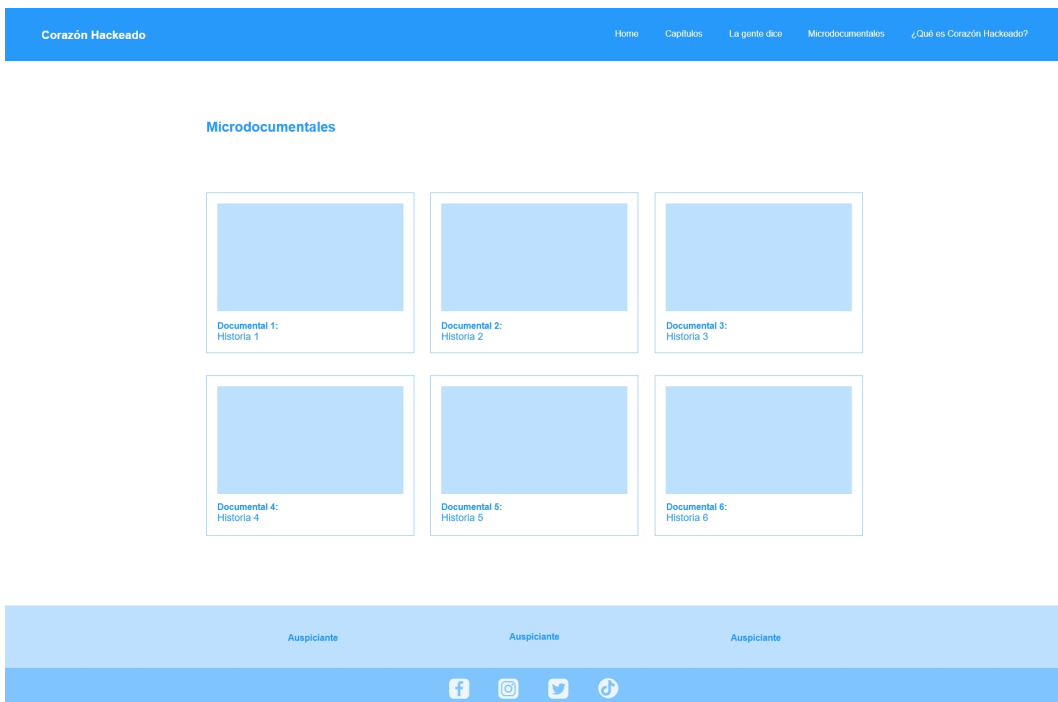 Corazón Hackeado
Home
Capítulos
La gente dice
Microdocumentales
¿Qué es Corazón Hackeado?
Microdocumentales
Documental 1:
Historia 1
Documental 2:
Historia 2
Documental 3:
Historia 3
Documental 4:
Historia 4
Documental 5:
Historia 5
Documental 6:
Historia 6
Auspiciante
Auspiciante
Auspiciante